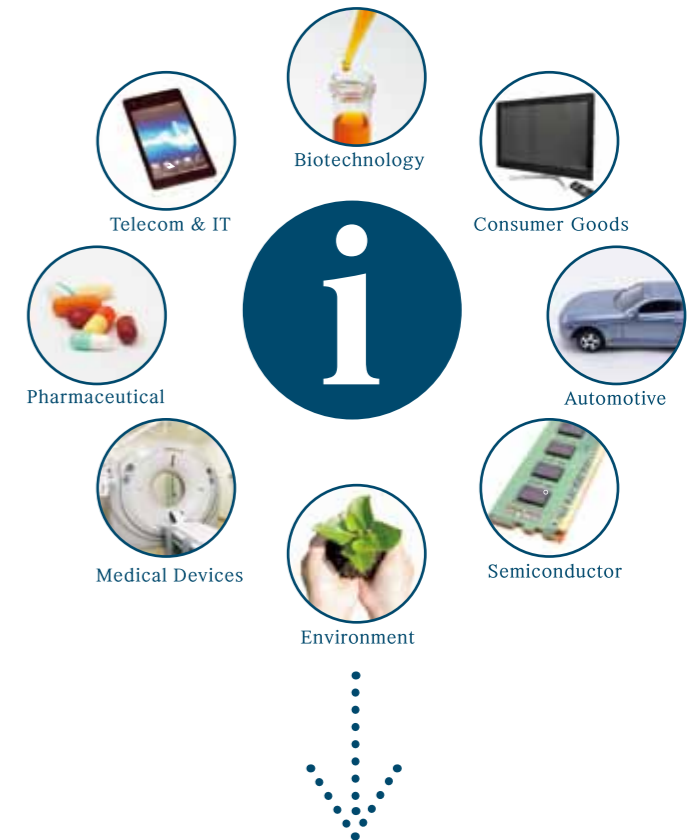 Biotechnology
Telecom & IT
Consumer Goods
i
Pharmaceutical
Automotive
Medical Devices
Semiconductor
Environment